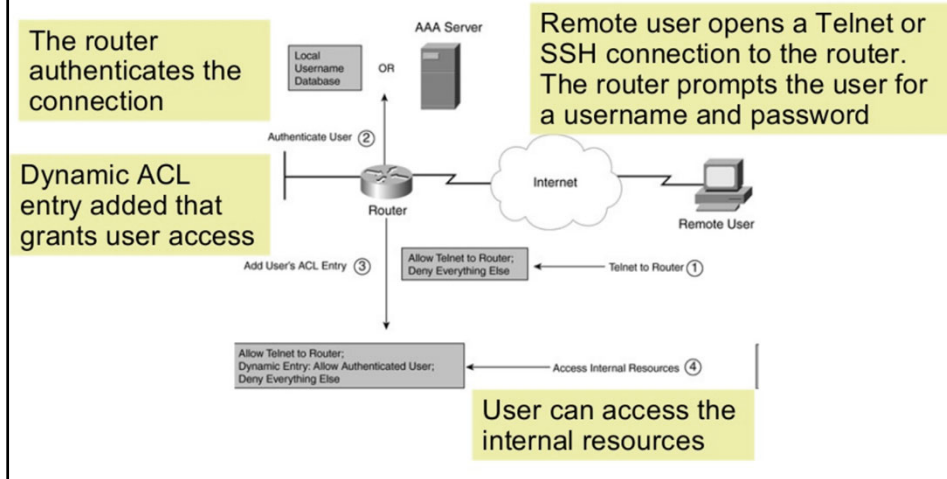 The router
authenticates the
connection
AAA Server
Local
Username
Database
OR
Remote user opens a Telnet or
SSH connection to the router.
The router prompts the user for
a username and password
Authenticate User 2
Dynamic ACL
entry added that
grants user access
Router
Internet
Remote User
Add User's ACL Entry 3
Allow Telnet to Router;
Deny Everything Else
Telnet to Router 1
Allow Telnet to Router;
Dynamic Entry: Allow Authenticated User;
Deny Everything Else
Access Internal Resources 4
User can access the
internal resources